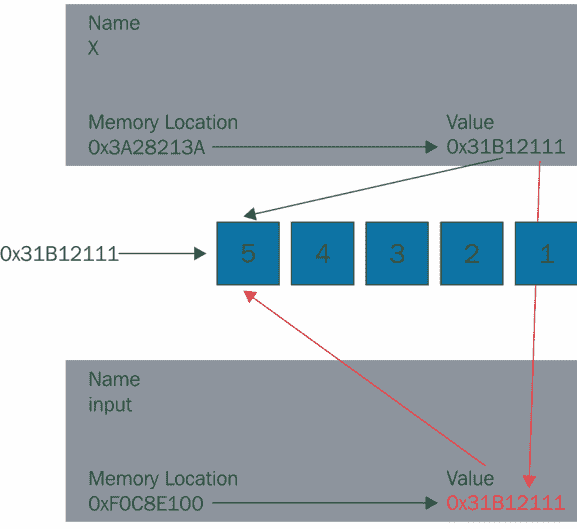 Name
X
Memory Location
Value
0x3A28213A
0x31B12111
0x31B12111
5 4 3 2 1
Name
input
Memory Location
Value
0xF0C8E100
0x31B12111